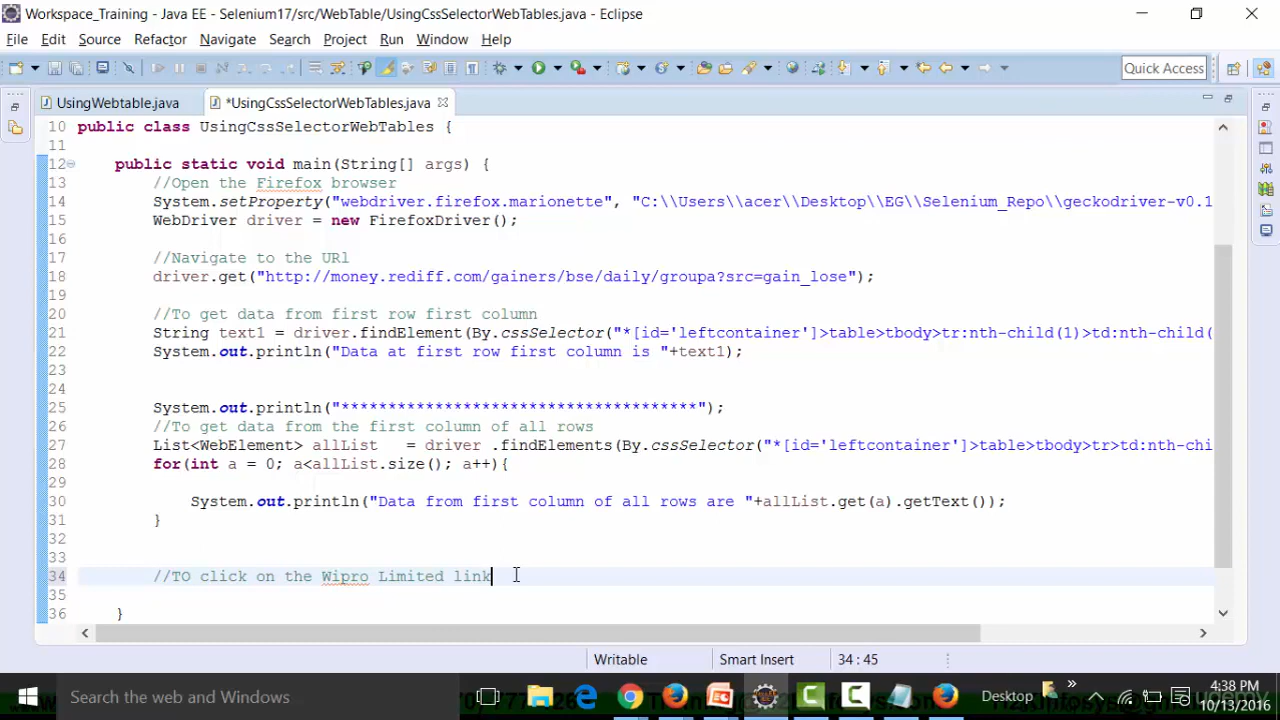 Workspace_Training - Java EE - Selenium17/src/WebTable/UsingCssSelectorWebTables.java - Eclipse
File Edit Source Refactor Navigate Search Project Run Window Help
Quick Access
UsingWebtable.java *UsingCssSelectorWebTables.java
10 public class UsingCssSelectorWebTables {
11
12 public static void main(String[] args) {
13 //Open the Firefox browser
14 System.setProperty("webdriver.firefox.marionette", "C:\\Users\\acer\\Desktop\\EG\\Selenium_Repo\\geckodriver-v0.1
15 WebDriver driver = new FirefoxDriver();
16
17 //Navigate to the URl
18 driver.get("http://money.rediff.com/gainers/bse/daily/groupa?src=gain_lose");
19
20 //To get data from first row first column
21 String text1 = driver.findElement(By.cssSelector("*[id='leftcontainer']>table>tbody>tr:nth-child(1)>td:nth-child(
22 System.out.println("Data at first row first column is "+text1);
23
24
25 System.out.println("**************************************");
26 //To get data from the first column of all rows
27 List<WebElement> allList = driver .findElements(By.cssSelector("*[id='leftcontainer']>table>tbody>tr>td:nth-chi
28 for(int a = 0; a<allList.size(); a++){
29
30 System.out.println("Data from first column of all rows are "+allList.get(a).getText());
31 }
32
33
34 //TO click on the Wipro Limited link
35
36 }
Writable Smart Insert 34 : 45
Search the web and Windows
Desktop
4:38 PM
10/13/2016